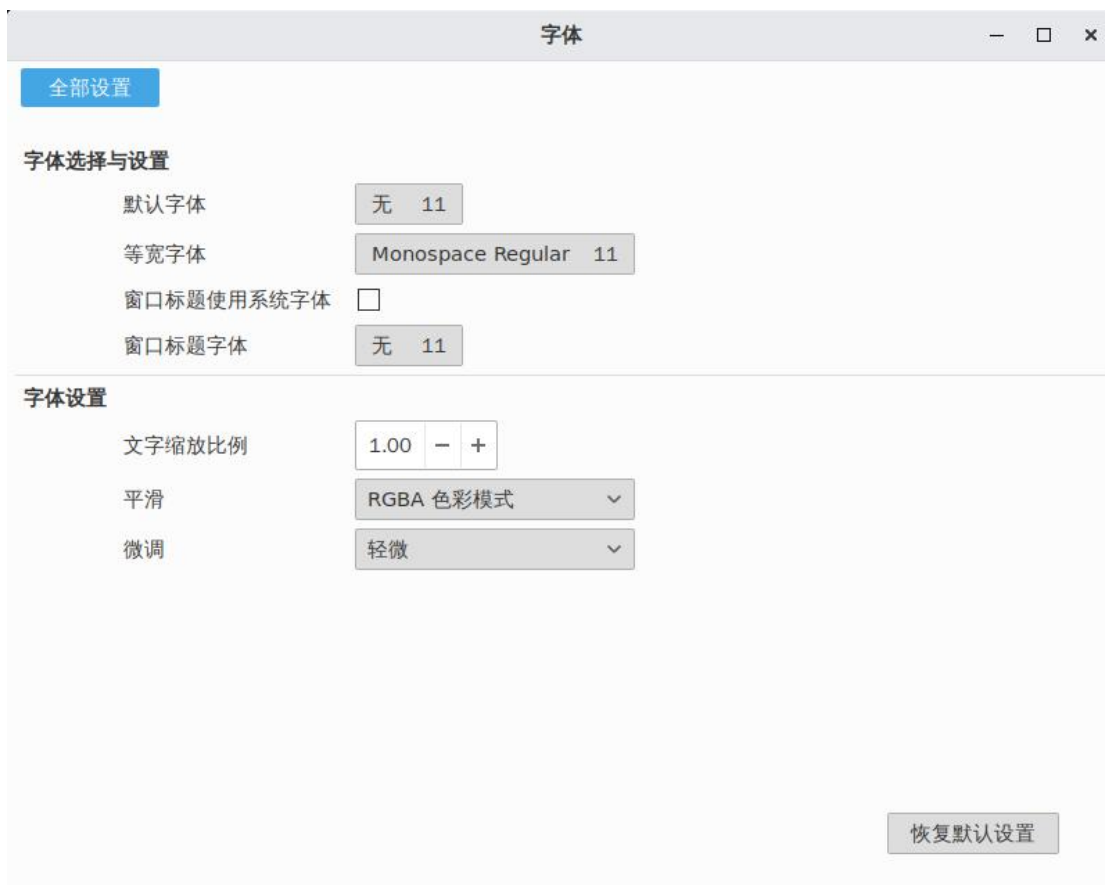 字体
全部设置
字体选择与设置
默认字体 无 11
等宽字体 Monospace Regular 11
窗口标题使用系统字体
窗口标题字体 无 11
字体设置
文字缩放比例 1.00 − +
平滑 RGBA 色彩模式
微调 轻微
恢复默认设置